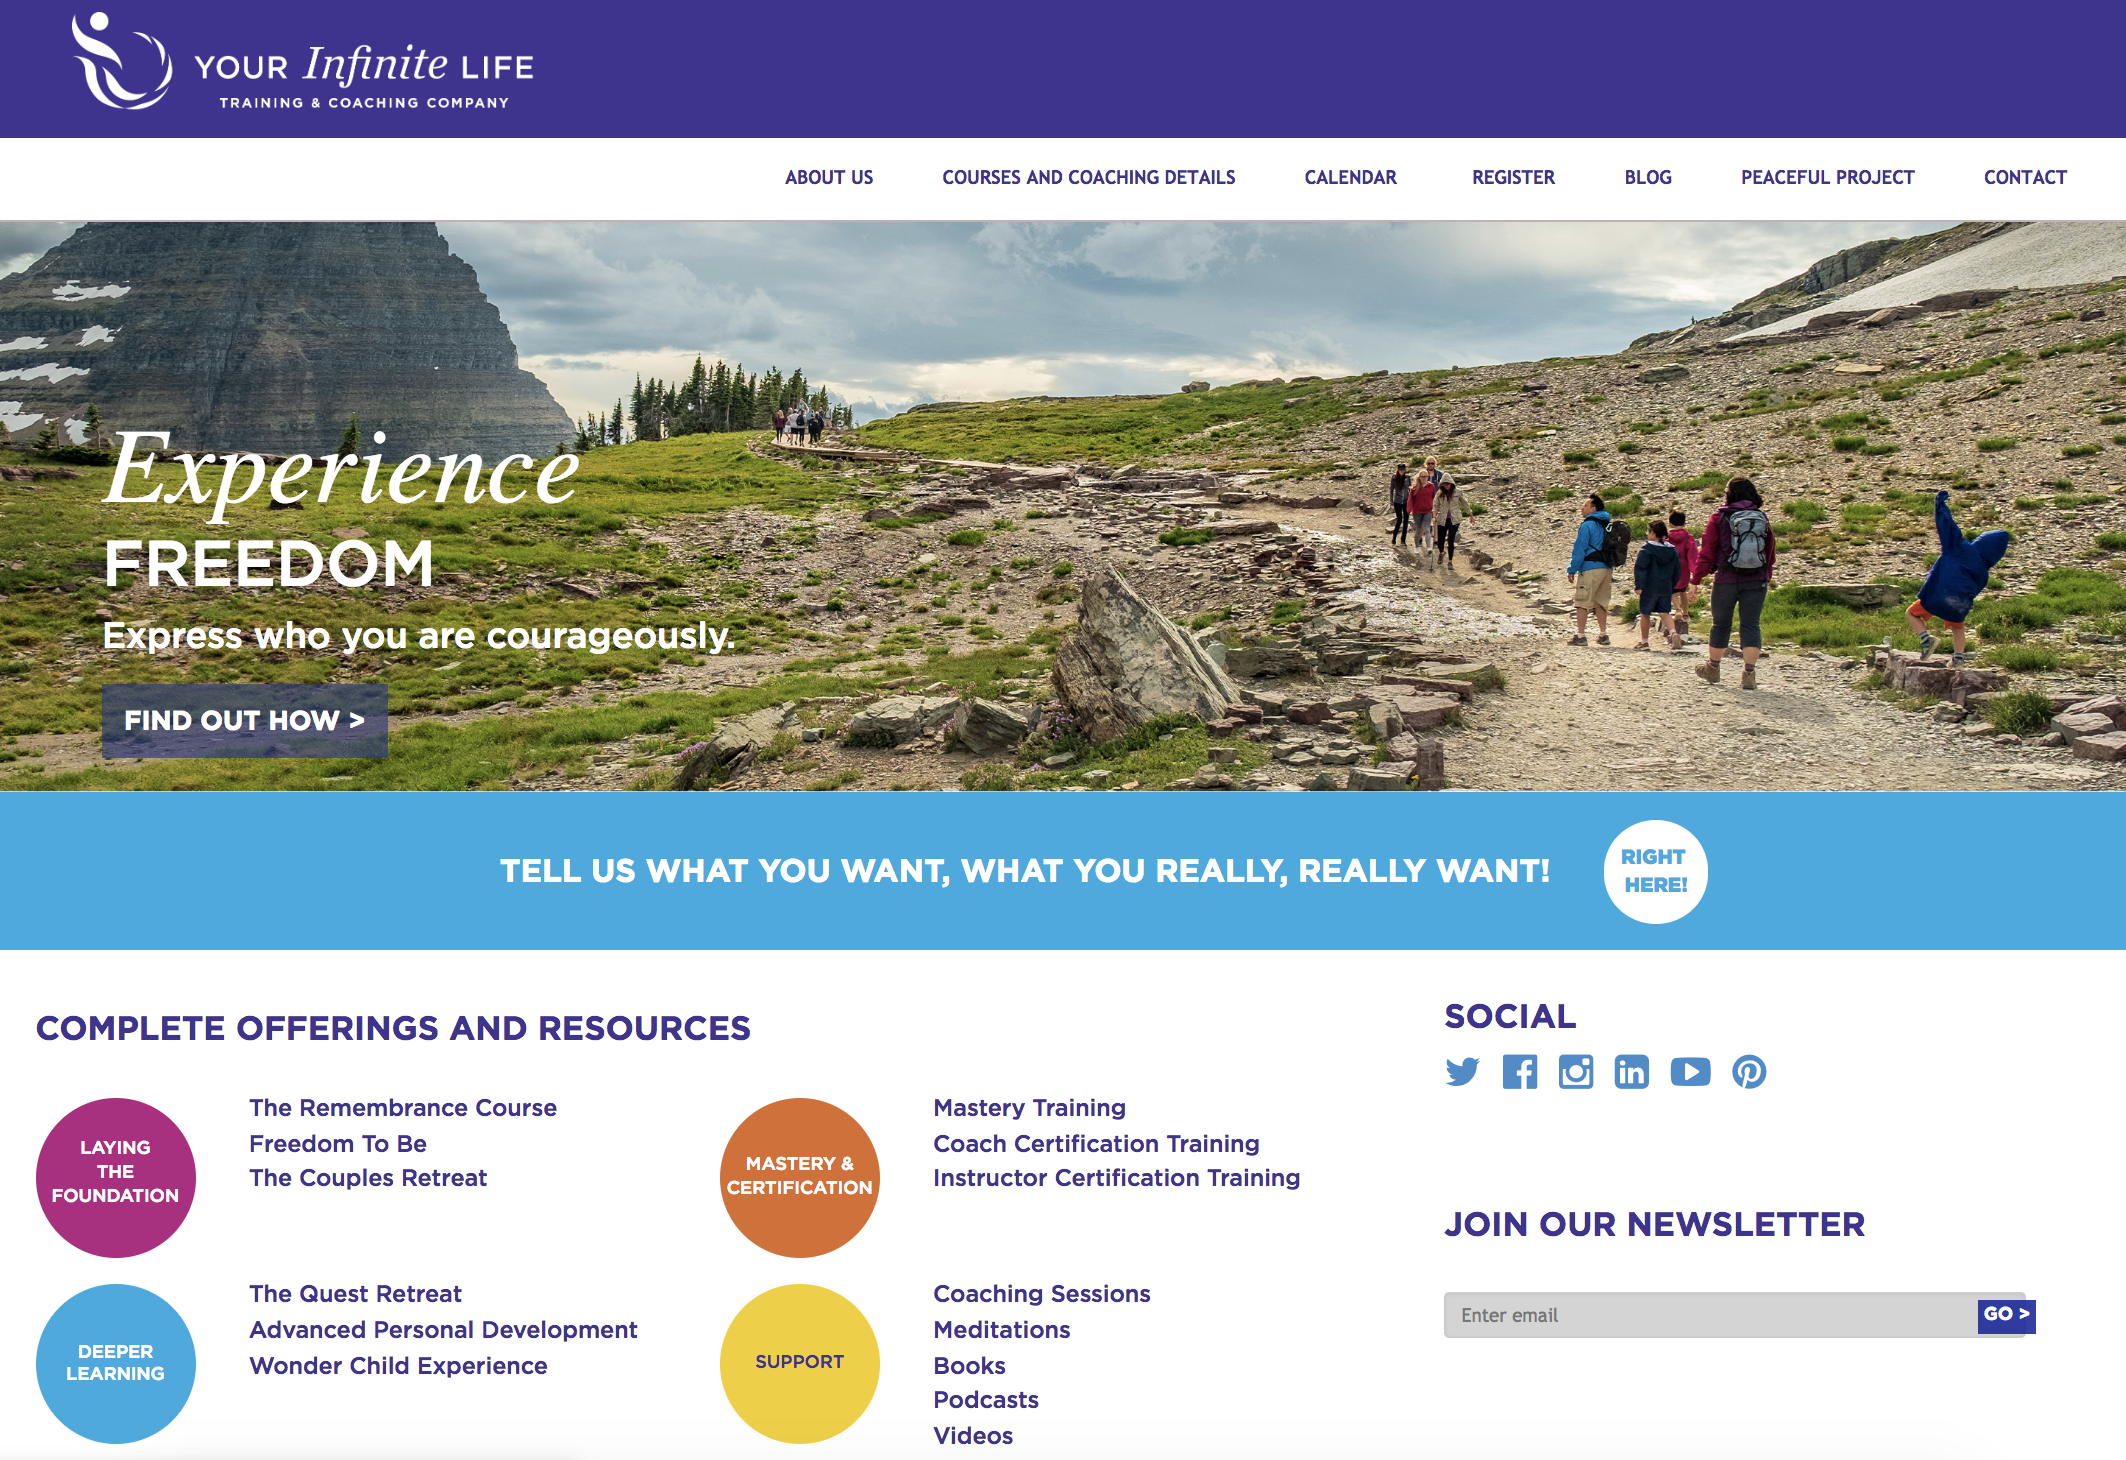 YOUR Infinite LIFE
TRAINING & COACHING COMPANY
ABOUT US
COURSES AND COACHING DETAILS
CALENDAR
REGISTER
BLOG
PEACEFUL PROJECT
CONTACT
Experience
FREEDOM
Express who you are courageously.
FIND OUT HOW >
TELL US WHAT YOU WANT, WHAT YOU REALLY, REALLY WANT!
RIGHT
HERE!
COMPLETE OFFERINGS AND RESOURCES
LAYING
THE
FOUNDATION
The Remembrance Course
Freedom To Be
The Couples Retreat
MASTERY &
CERTIFICATION
Mastery Training
Coach Certification Training
Instructor Certification Training
DEEPER
LEARNING
The Quest Retreat
Advanced Personal Development
Wonder Child Experience
SUPPORT
Coaching Sessions
Meditations
Books
Podcasts
Videos
SOCIAL
JOIN OUR NEWSLETTER
Enter email
GO >